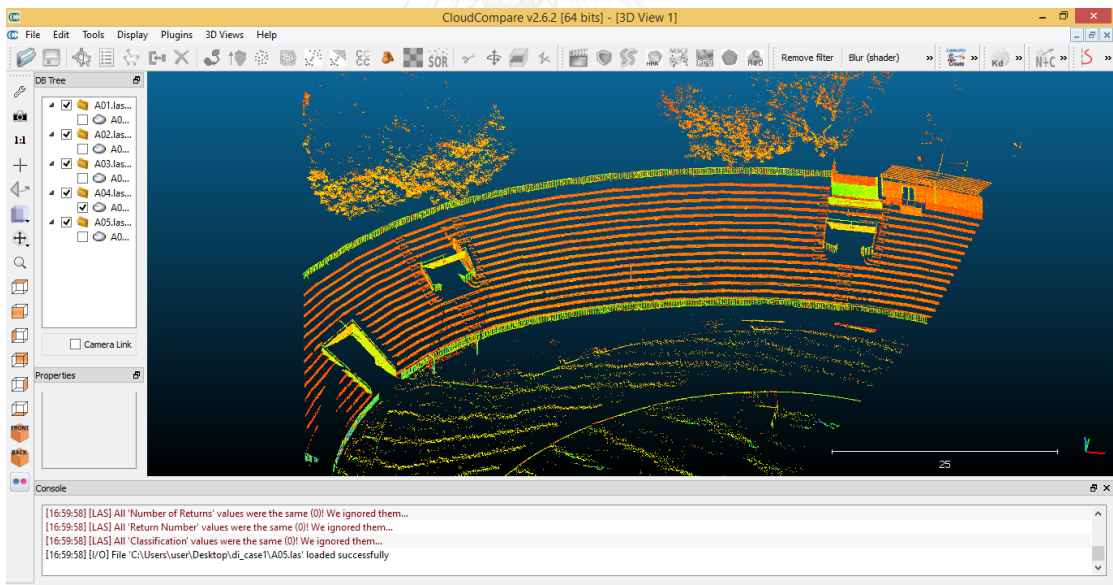 CloudCompare v2.6.2 [64 bits] - [3D View 1]
File Edit Tools Display Plugins 3D Views Help
SOR
Remove filter
Blur (shader)
»
Kd
»
N+C
»
»
DB Tree
A01.las...
A0...
A02.las...
A0...
A03.las...
A0...
A04.las...
A0...
A05.las...
A0...
Camera Link
Properties
1:1
FRONT
BACK
25
Console
[16:59:58] [LAS] All 'Number of Returns' values were the same (0)! We ignored them...
[16:59:58] [LAS] All 'Return Number' values were the same (0)! We ignored them...
[16:59:58] [LAS] All 'Classification' values were the same (0)! We ignored them...
[16:59:58] [I/O] File 'C:\Users\user\Desktop\di_case1\A05.las' loaded successfully